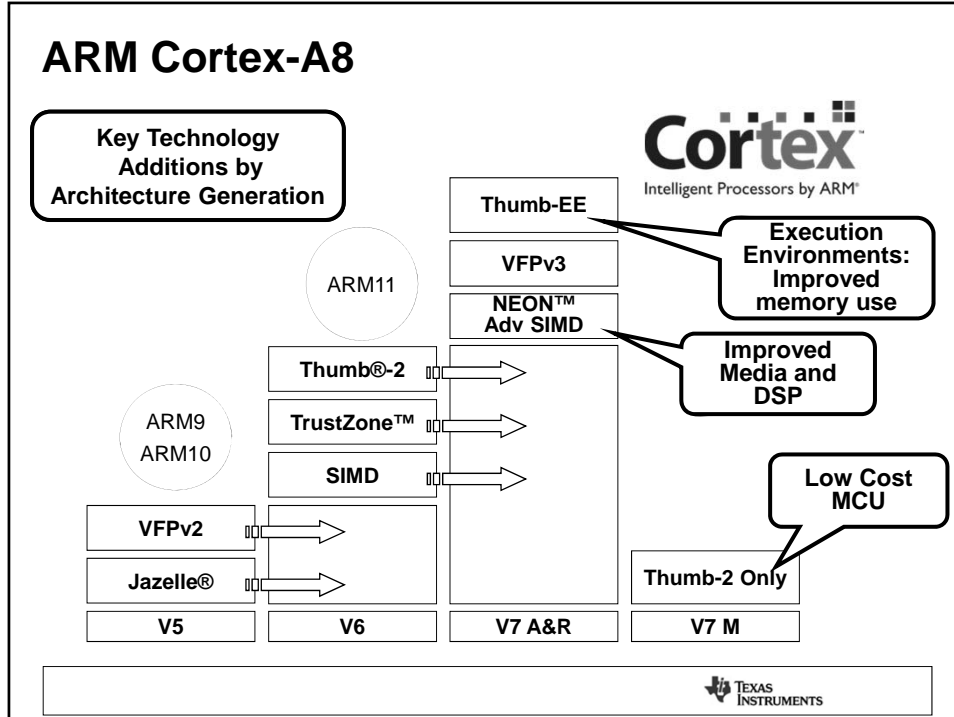 ARM Cortex-A8
Key Technology
Additions by
Architecture Generation
Cortex™
Intelligent Processors by ARM®
Thumb-EE
Execution
Environments:
Improved
memory use
VFPv3
ARM11
NEON™
Adv SIMD
Improved
Media and
DSP
Thumb®-2
TrustZone™
ARM9
ARM10
SIMD
Low Cost
MCU
VFPv2
Jazelle®
Thumb-2 Only
V5
V6
V7 A&R
V7 M
TEXAS
INSTRUMENTS